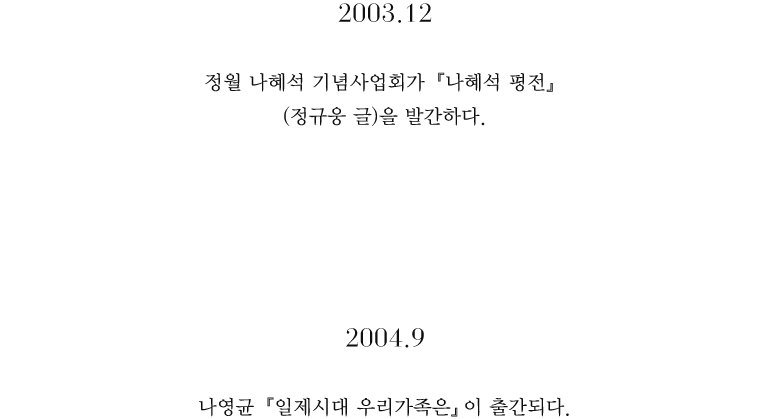 2003.12
정월 나혜석 기념사업회가 『나혜석 평전』
(정규웅 글)을 발간하다.
2004.9
나영균 『일제시대 우리가족은』이 출간되다.